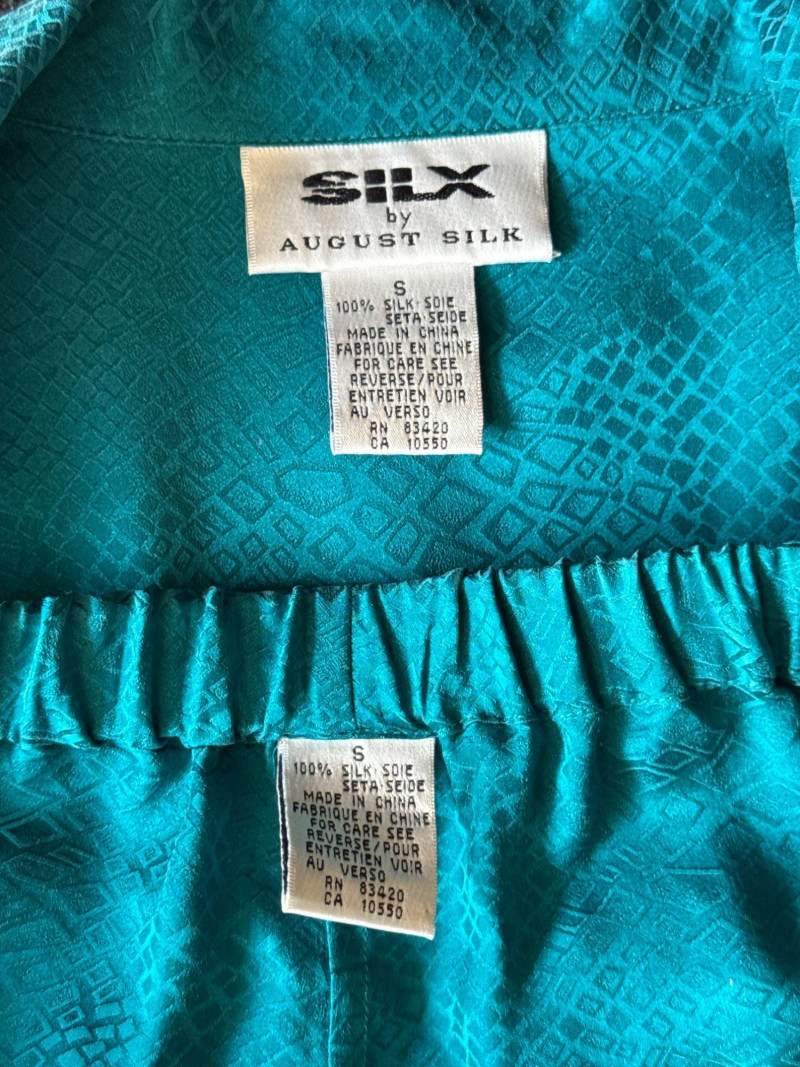 SILX
by
AUGUST SILK
S
100% SILK·SOIE
SETA·SEIDE
MADE IN CHINA
FABRIQUE EN CHINE
FOR CARE SEE
REVERSE/POUR
ENTRETIEN VOIR
AU VERSO
RN 83420
CA 10550
S
100% SILK·SOIE
SETA·SEIDE
MADE IN CHINA
FABRIQUE EN CHINE
FOR CARE SEE
REVERSE/POUR
ENTRETIEN VOIR
AU VERSO
RN 83420
CA 10550